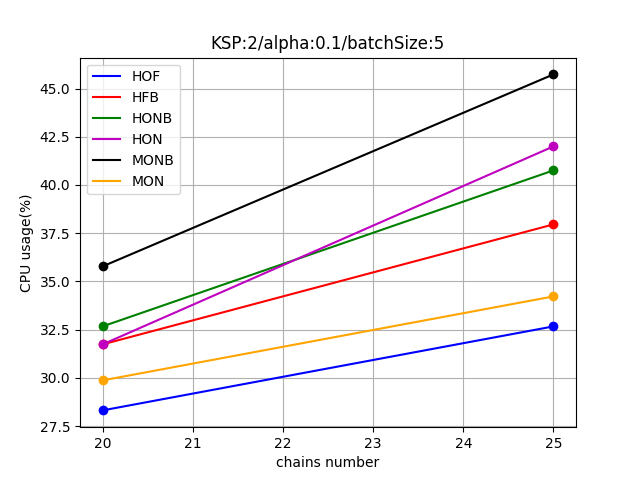 KSP:2/alpha:0.1/batchSize:5
HOF
HFB
HONB
HON
MONB
MON
CPU usage(%)
45.0
42.5
40.0
37.5
35.0
32.5
30.0
27.5
20 21 22 23 24 25
chains number